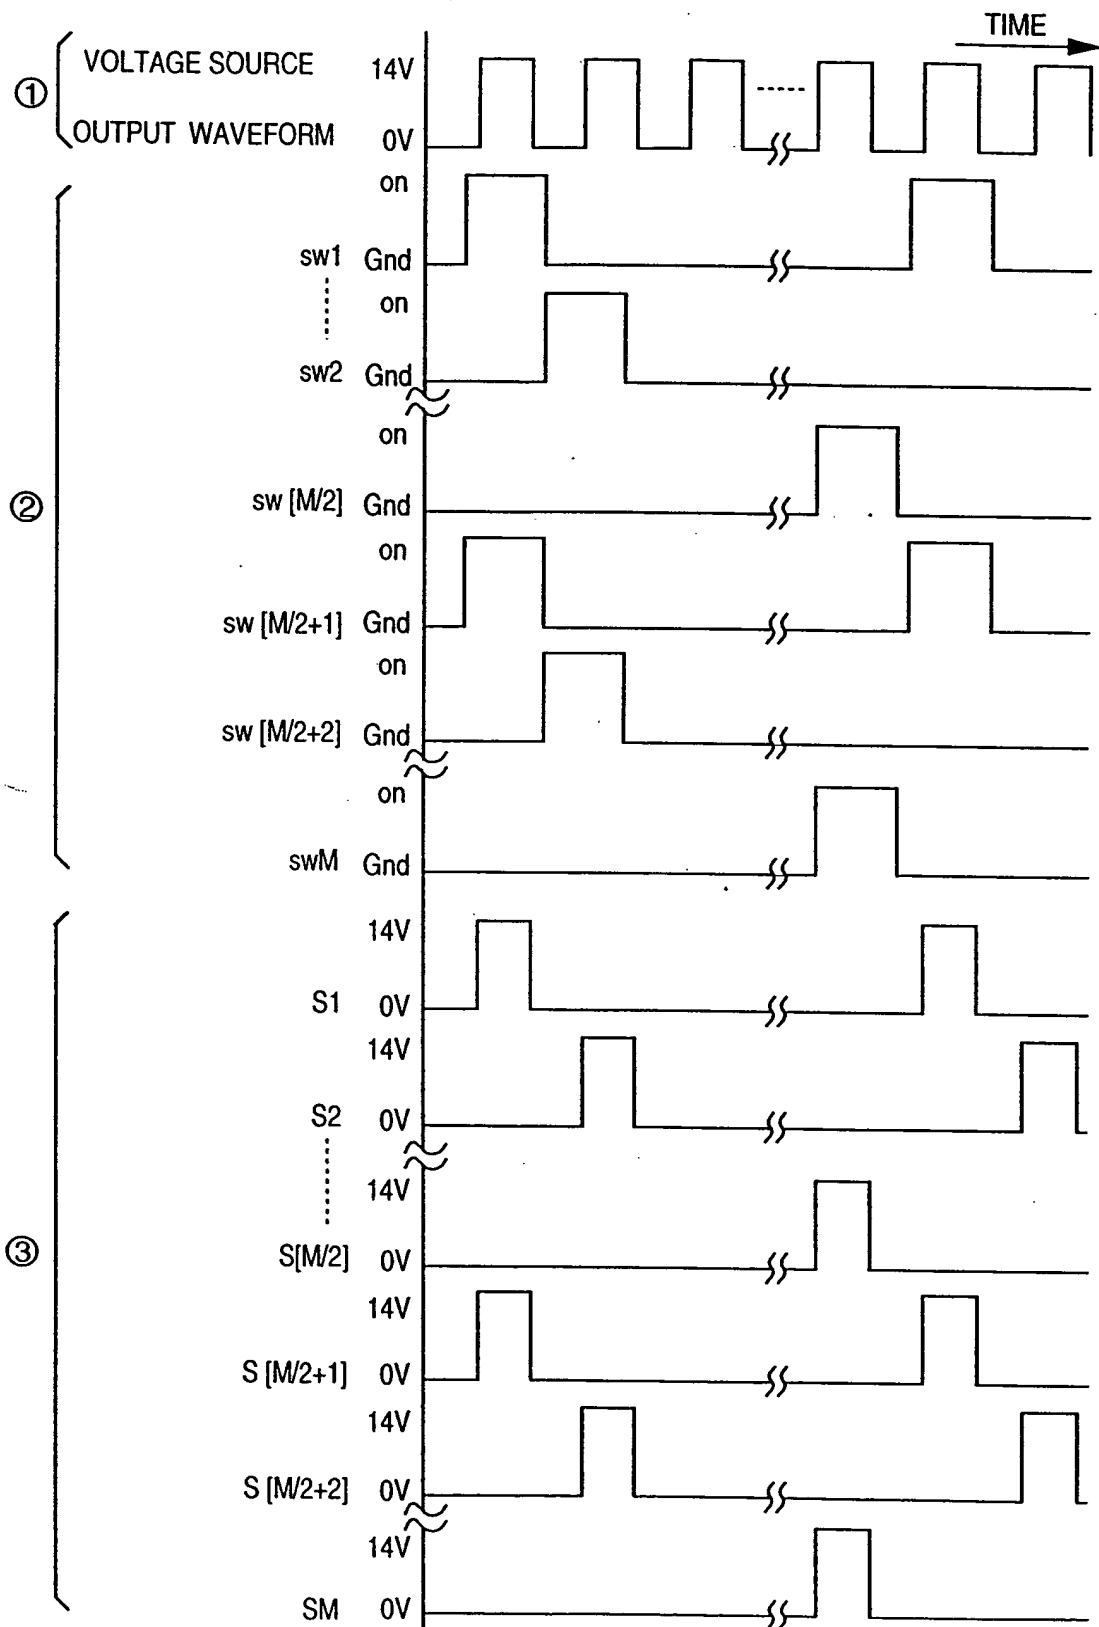 TIME
① VOLTAGE SOURCE 14V
OUTPUT WAVEFORM 0V
on
sw1 Gnd
on
sw2 Gnd
②
on
sw [M/2] Gnd
on
sw [M/2+1] Gnd
on
sw [M/2+2] Gnd
on
swM Gnd
③
14V
S1 0V
14V
S2 0V
14V
S[M/2] 0V
14V
S [M/2+1] 0V
14V
S [M/2+2] 0V
14V
SM 0V